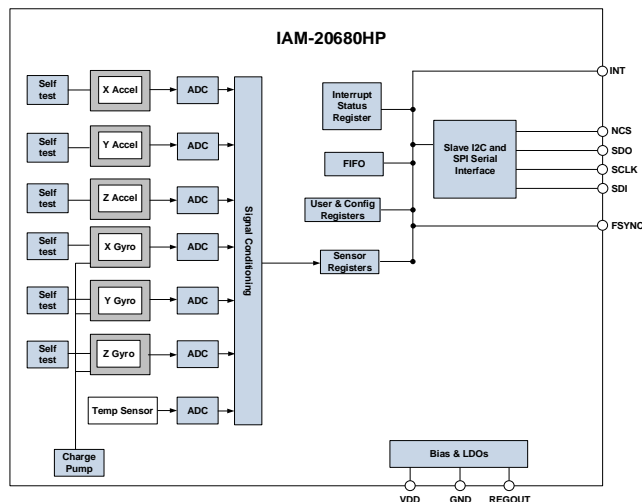 IAM-20680HP
Self
test
X Accel
ADC
Self
test
Y Accel
ADC
Self
test
Z Accel
ADC
Self
test
X Gyro
ADC
Self
test
Y Gyro
ADC
Self
test
Z Gyro
ADC
Temp Sensor
ADC
Charge
Pump
Signal Conditioning
Interrupt
Status
Register
FIFO
User & Config
Registers
Sensor
Registers
Slave I2C and
SPI Serial
Interface
INT
NCS
SDO
SCLK
SDI
FSYNC
Bias & LDOs
VDD
GND
REGOUT